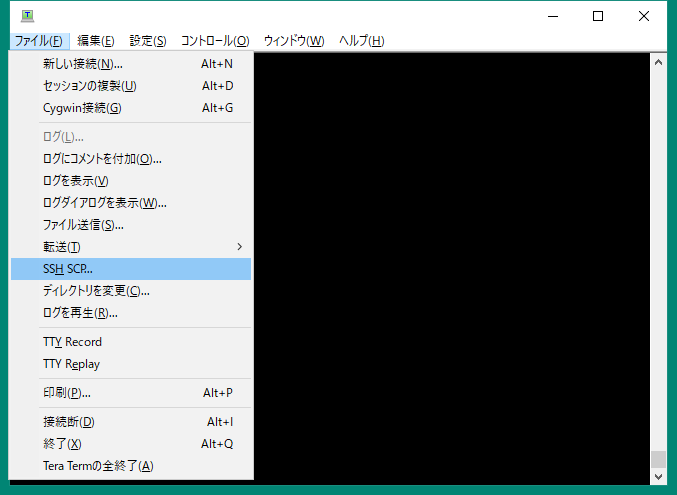 ファイル(F) 編集(E) 設定(S) コントロール(O) ウィンドウ(W) ヘルプ(H)
新しい接続(N)... Alt+N
セッションの複製(U) Alt+D
Cygwin接続(G) Alt+G
ログ(L)...
ログにコメントを付加(O)...
ログを表示(V)
ログダイアログを表示(W)...
ファイル送信(S)...
転送(T)
SSH SCP...
ディレクトリを変更(C)...
ログを再生(R)...
TTY Record
TTY Replay
印刷(P)... Alt+P
接続断(D) Alt+I
終了(X) Alt+Q
Tera Termの全終了(A)